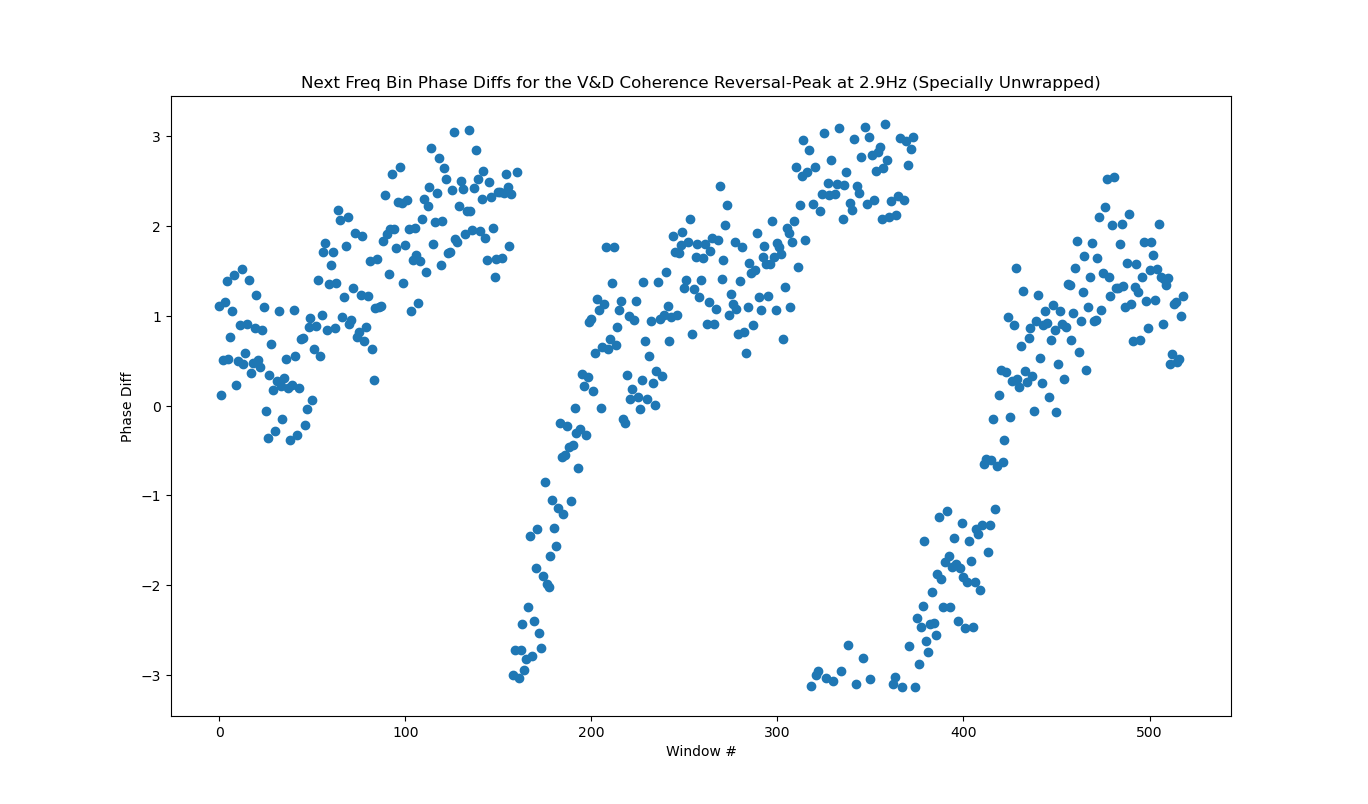 Next Freq Bin Phase Diffs for the V&D Coherence Reversal-Peak at 2.9Hz (Specially Unwrapped)
3
2
1
0
−1
−2
−3
Phase Diff
0 100 200 300 400 500
Window #